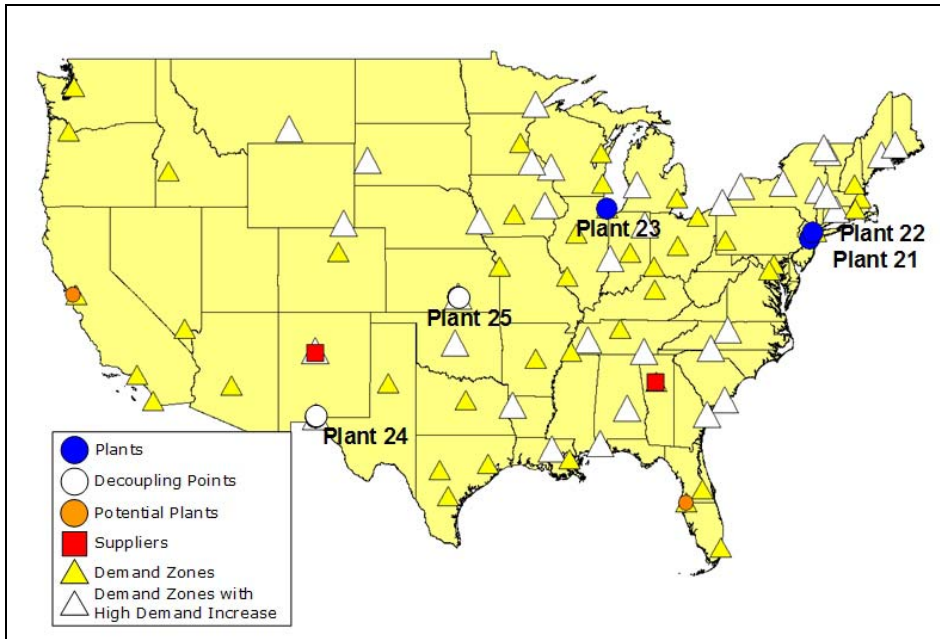 Plant 23
Plant 22
Plant 21
Plant 25
Plant 24
Plants
Decoupling Points
Potential Plants
Suppliers
Demand Zones
Demand Zones with
High Demand Increase